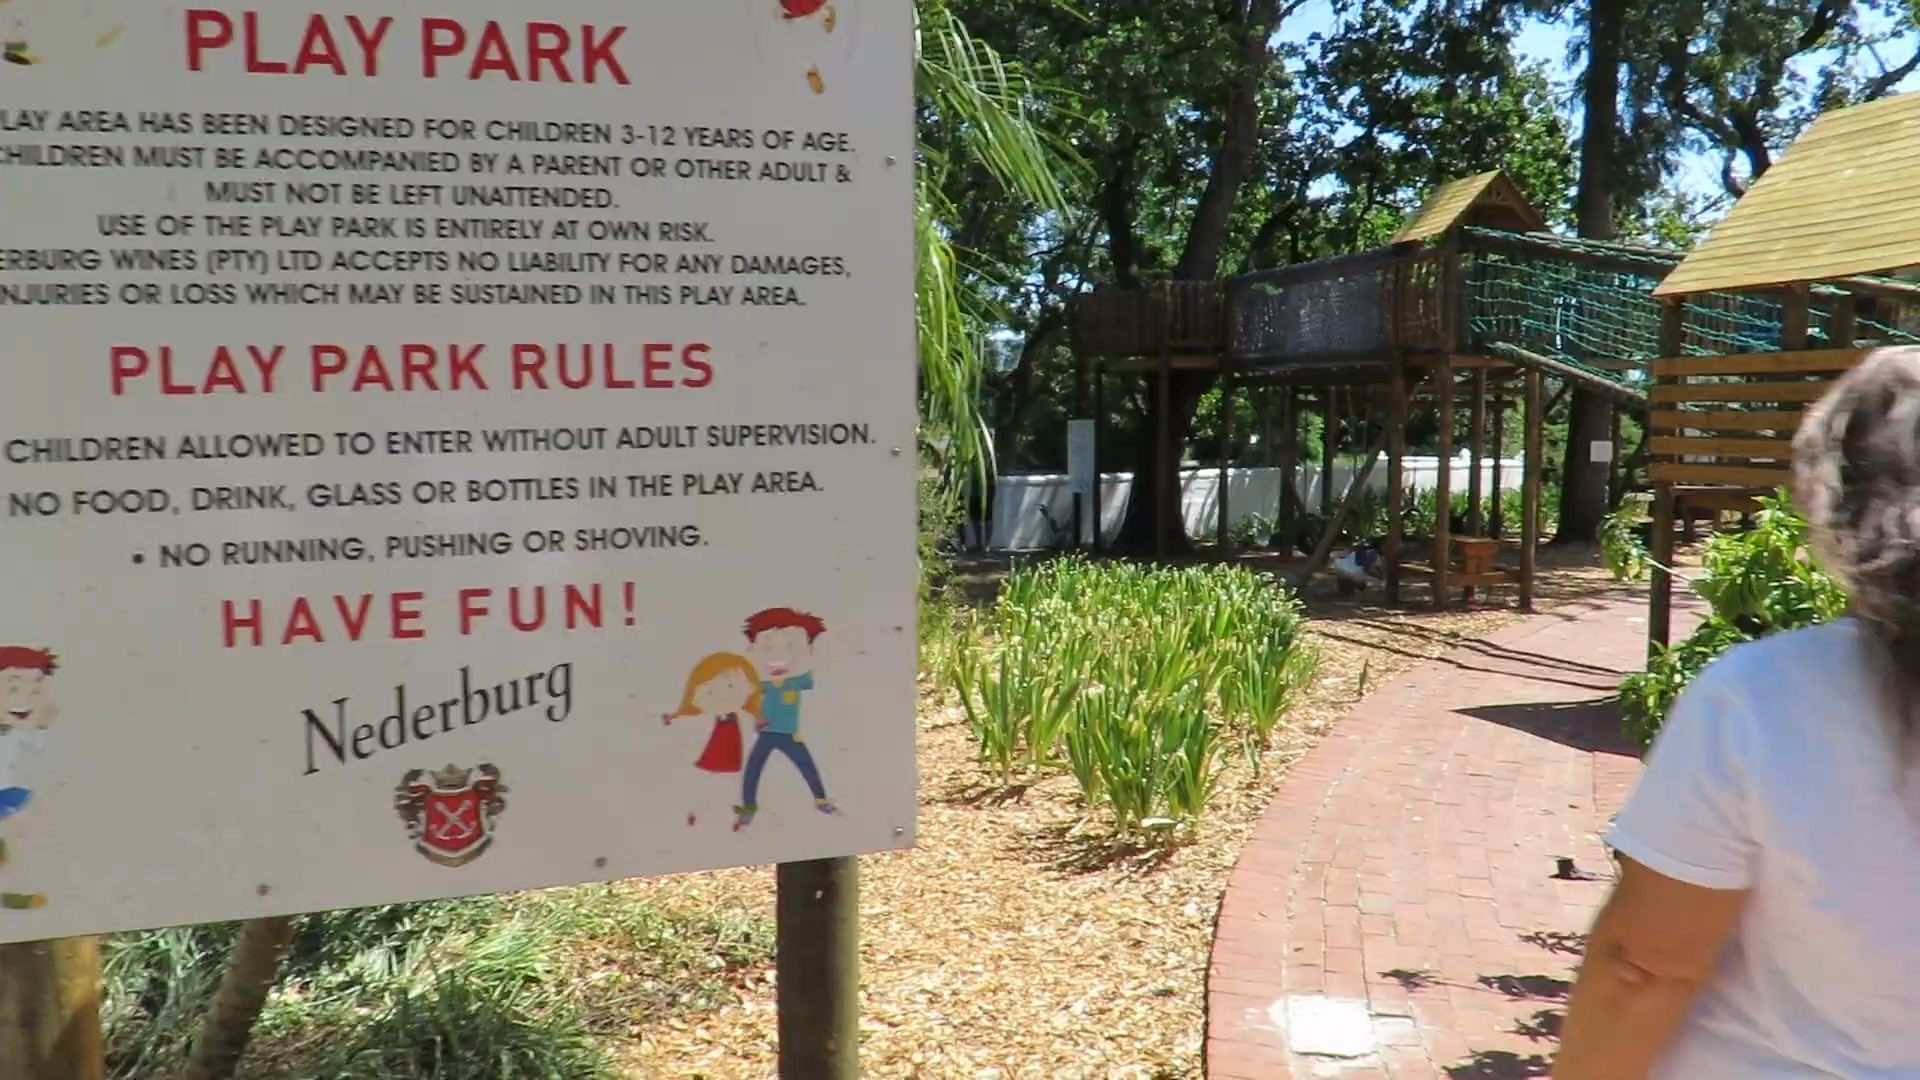 PLAY PARK
LAY AREA HAS BEEN DESIGNED FOR CHILDREN 3-12 YEARS OF AGE.
CHILDREN MUST BE ACCOMPANIED BY A PARENT OR OTHER ADULT &
MUST NOT BE LEFT UNATTENDED.
USE OF THE PLAY PARK IS ENTIRELY AT OWN RISK.
ERBURG WINES (PTY) LTD ACCEPTS NO LIABILITY FOR ANY DAMAGES,
NJURIES OR LOSS WHICH MAY BE SUSTAINED IN THIS PLAY AREA.
PLAY PARK RULES
CHILDREN ALLOWED TO ENTER WITHOUT ADULT SUPERVISION.
NO FOOD, DRINK, GLASS OR BOTTLES IN THE PLAY AREA.
• NO RUNNING, PUSHING OR SHOVING.
HAVE FUN!
Nederburg